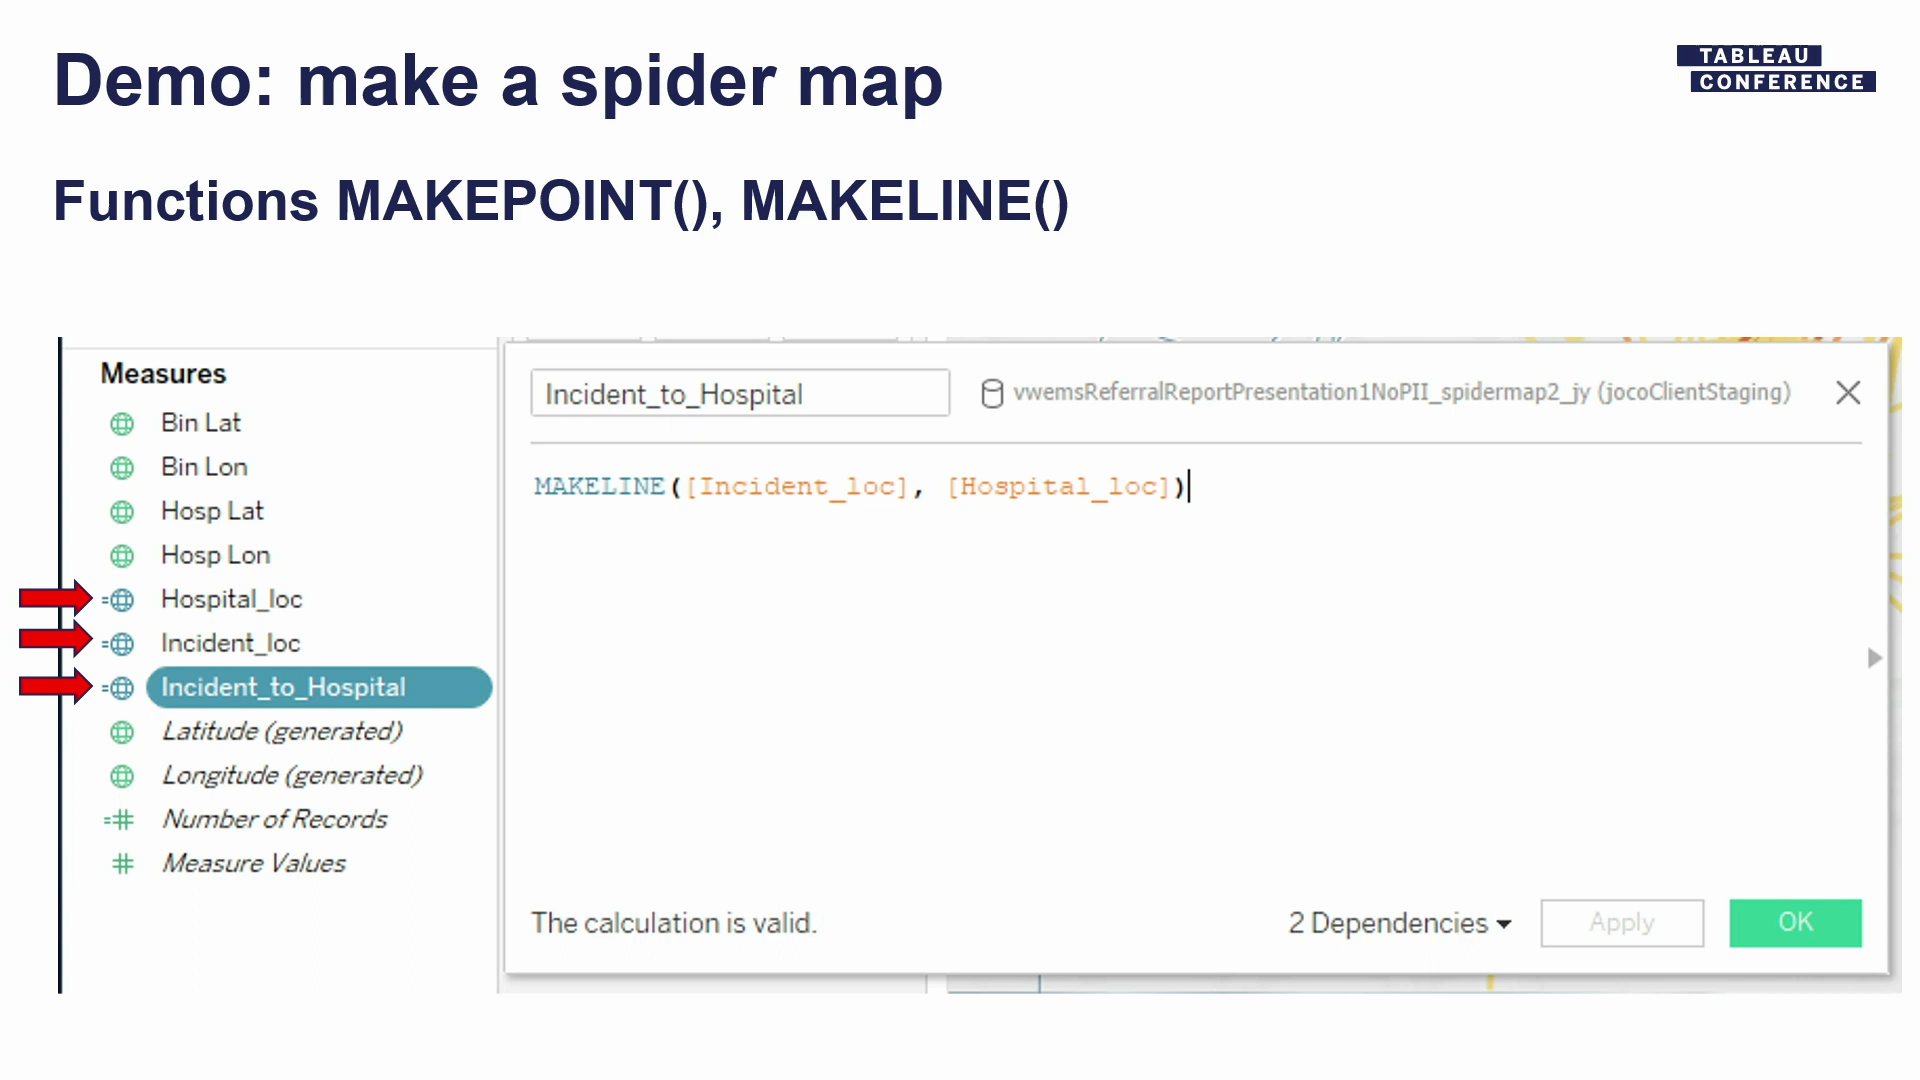 Demo: make a spider map
TABLEAU
CONFERENCE
Functions MAKEPOINT(), MAKELINE()
Measures
Bin Lat
Bin Lon
Hosp Lat
Hosp Lon
Hospital_loc
Incident_loc
Incident_to_Hospital
Latitude (generated)
Longitude (generated)
Number of Records
Measure Values
Incident_to_Hospital
vwemsReferralReportPresentation1NoPII_spidermap2_jy (jocoClientStaging)
MAKELINE([Incident_loc], [Hospital_loc])
The calculation is valid.
2 Dependencies
Apply
OK